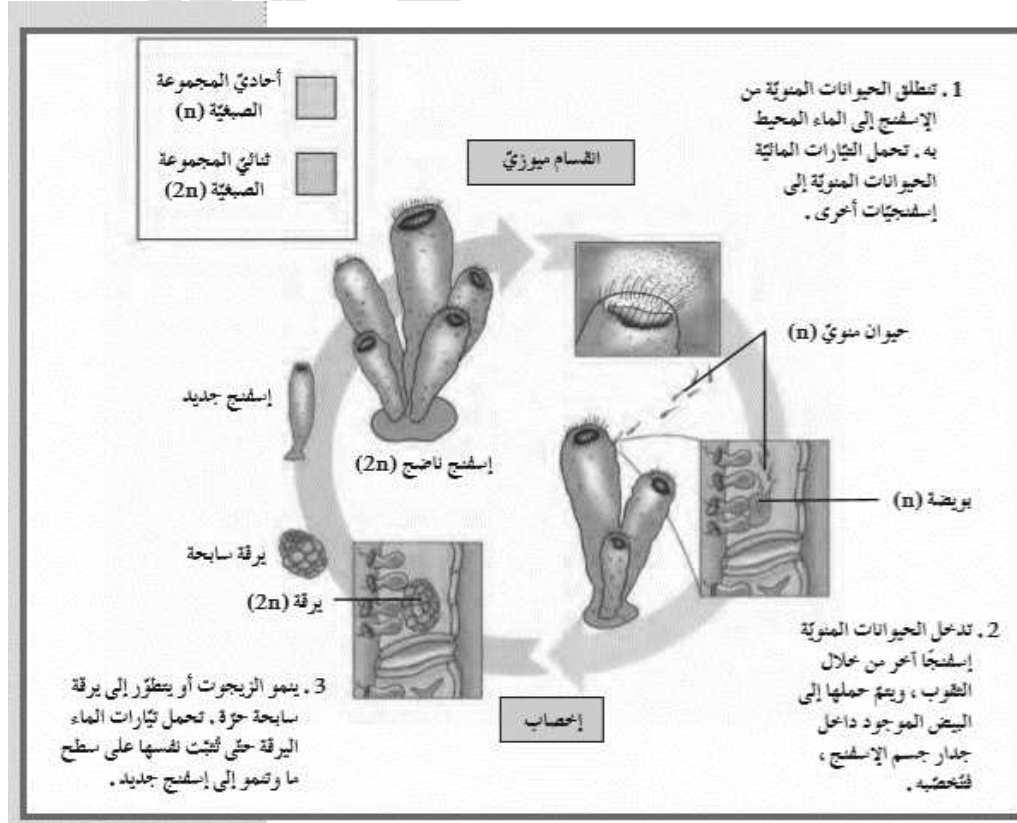 أحاديّ المجموعة
الصبغيّة (n)
ثنائيّ المجموعة
الصبغيّة (2n)
انقسام ميوزيّ
1. تنطلق الحيوانات المنويّة من
الإسفنج إلى الماء المحيط
به. تحمل التيّارات المائيّة
الحيوانات المنويّة إلى
إسفنجيّات أخرى.
حيوان منويّ (n)
بويضة (n)
2. تدخل الحيوانات المنويّة
إسفنجًا آخر من خلال
الثقوب، ويتمّ حملها إلى
البيض الموجود داخل
جدار جسم الإسفنج،
فتُخصّبه.
إخصاب
3. ينمو الزيجوت أو يتطوّر إلى يرقة
سابحة حرّة. تحمل تيّارات الماء
اليرقة حتّى تُثبّت نفسها على سطح
ما وتنمو إلى إسفنج جديد.
يرقة (2n)
يرقة سابحة
إسفنج جديد
إسفنج ناضج (2n)